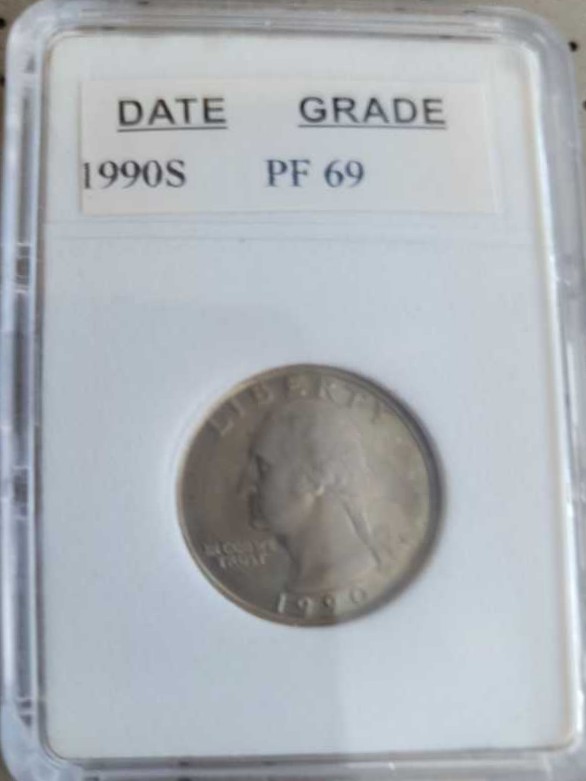 DATE GRADE
1990S PF 69
LIBERTY
IN GOD WE
TRUST
1990